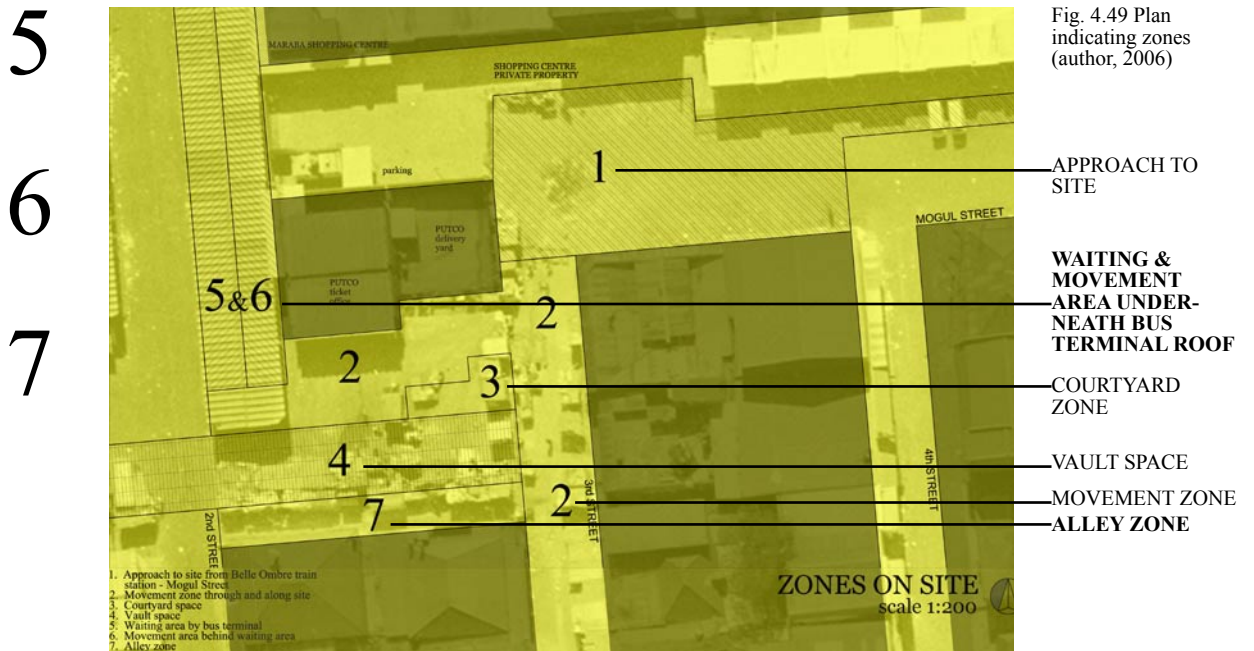 5
6
7
Fig. 4.49 Plan
indicating zones
(author, 2006)
MARABA SHOPPING CENTRE
SHOPPING CENTRE
PRIVATE PROPERTY
parking
1
APPROACH TO
SITE
MOGUL STREET
PUTCO
delivery
yard
PUTCO
ticket
office
5&6
2
WAITING &
MOVEMENT
AREA UNDER-
NEATH BUS
TERMINAL ROOF
2
3
COURTYARD
ZONE
4
VAULT SPACE
2
MOVEMENT ZONE
7
ALLEY ZONE
2nd STREE
3rd STREET
4th STREET
1. Approach to site from Belle Ombre train
station - Mogul Street
2. Movement zone through and along site
3. Courtyard space
4. Vault space
5. Waiting area by bus terminal
6. Movement area behind waiting area
7. Alley zone
ZONES ON SITE
scale 1:200